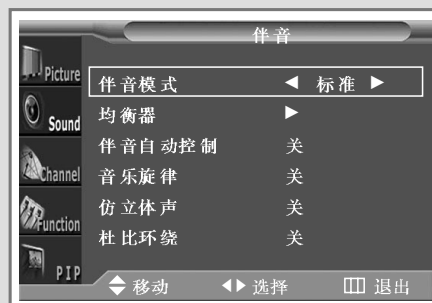 伴音
Picture
Sound
Channel
Function
PIP
伴音模式 ◀ 标准 ▶
均衡器 ▶
伴音自动控制 关
音乐旋律 关
仿立体声 关
杜比环绕 关
移动 选择 退出